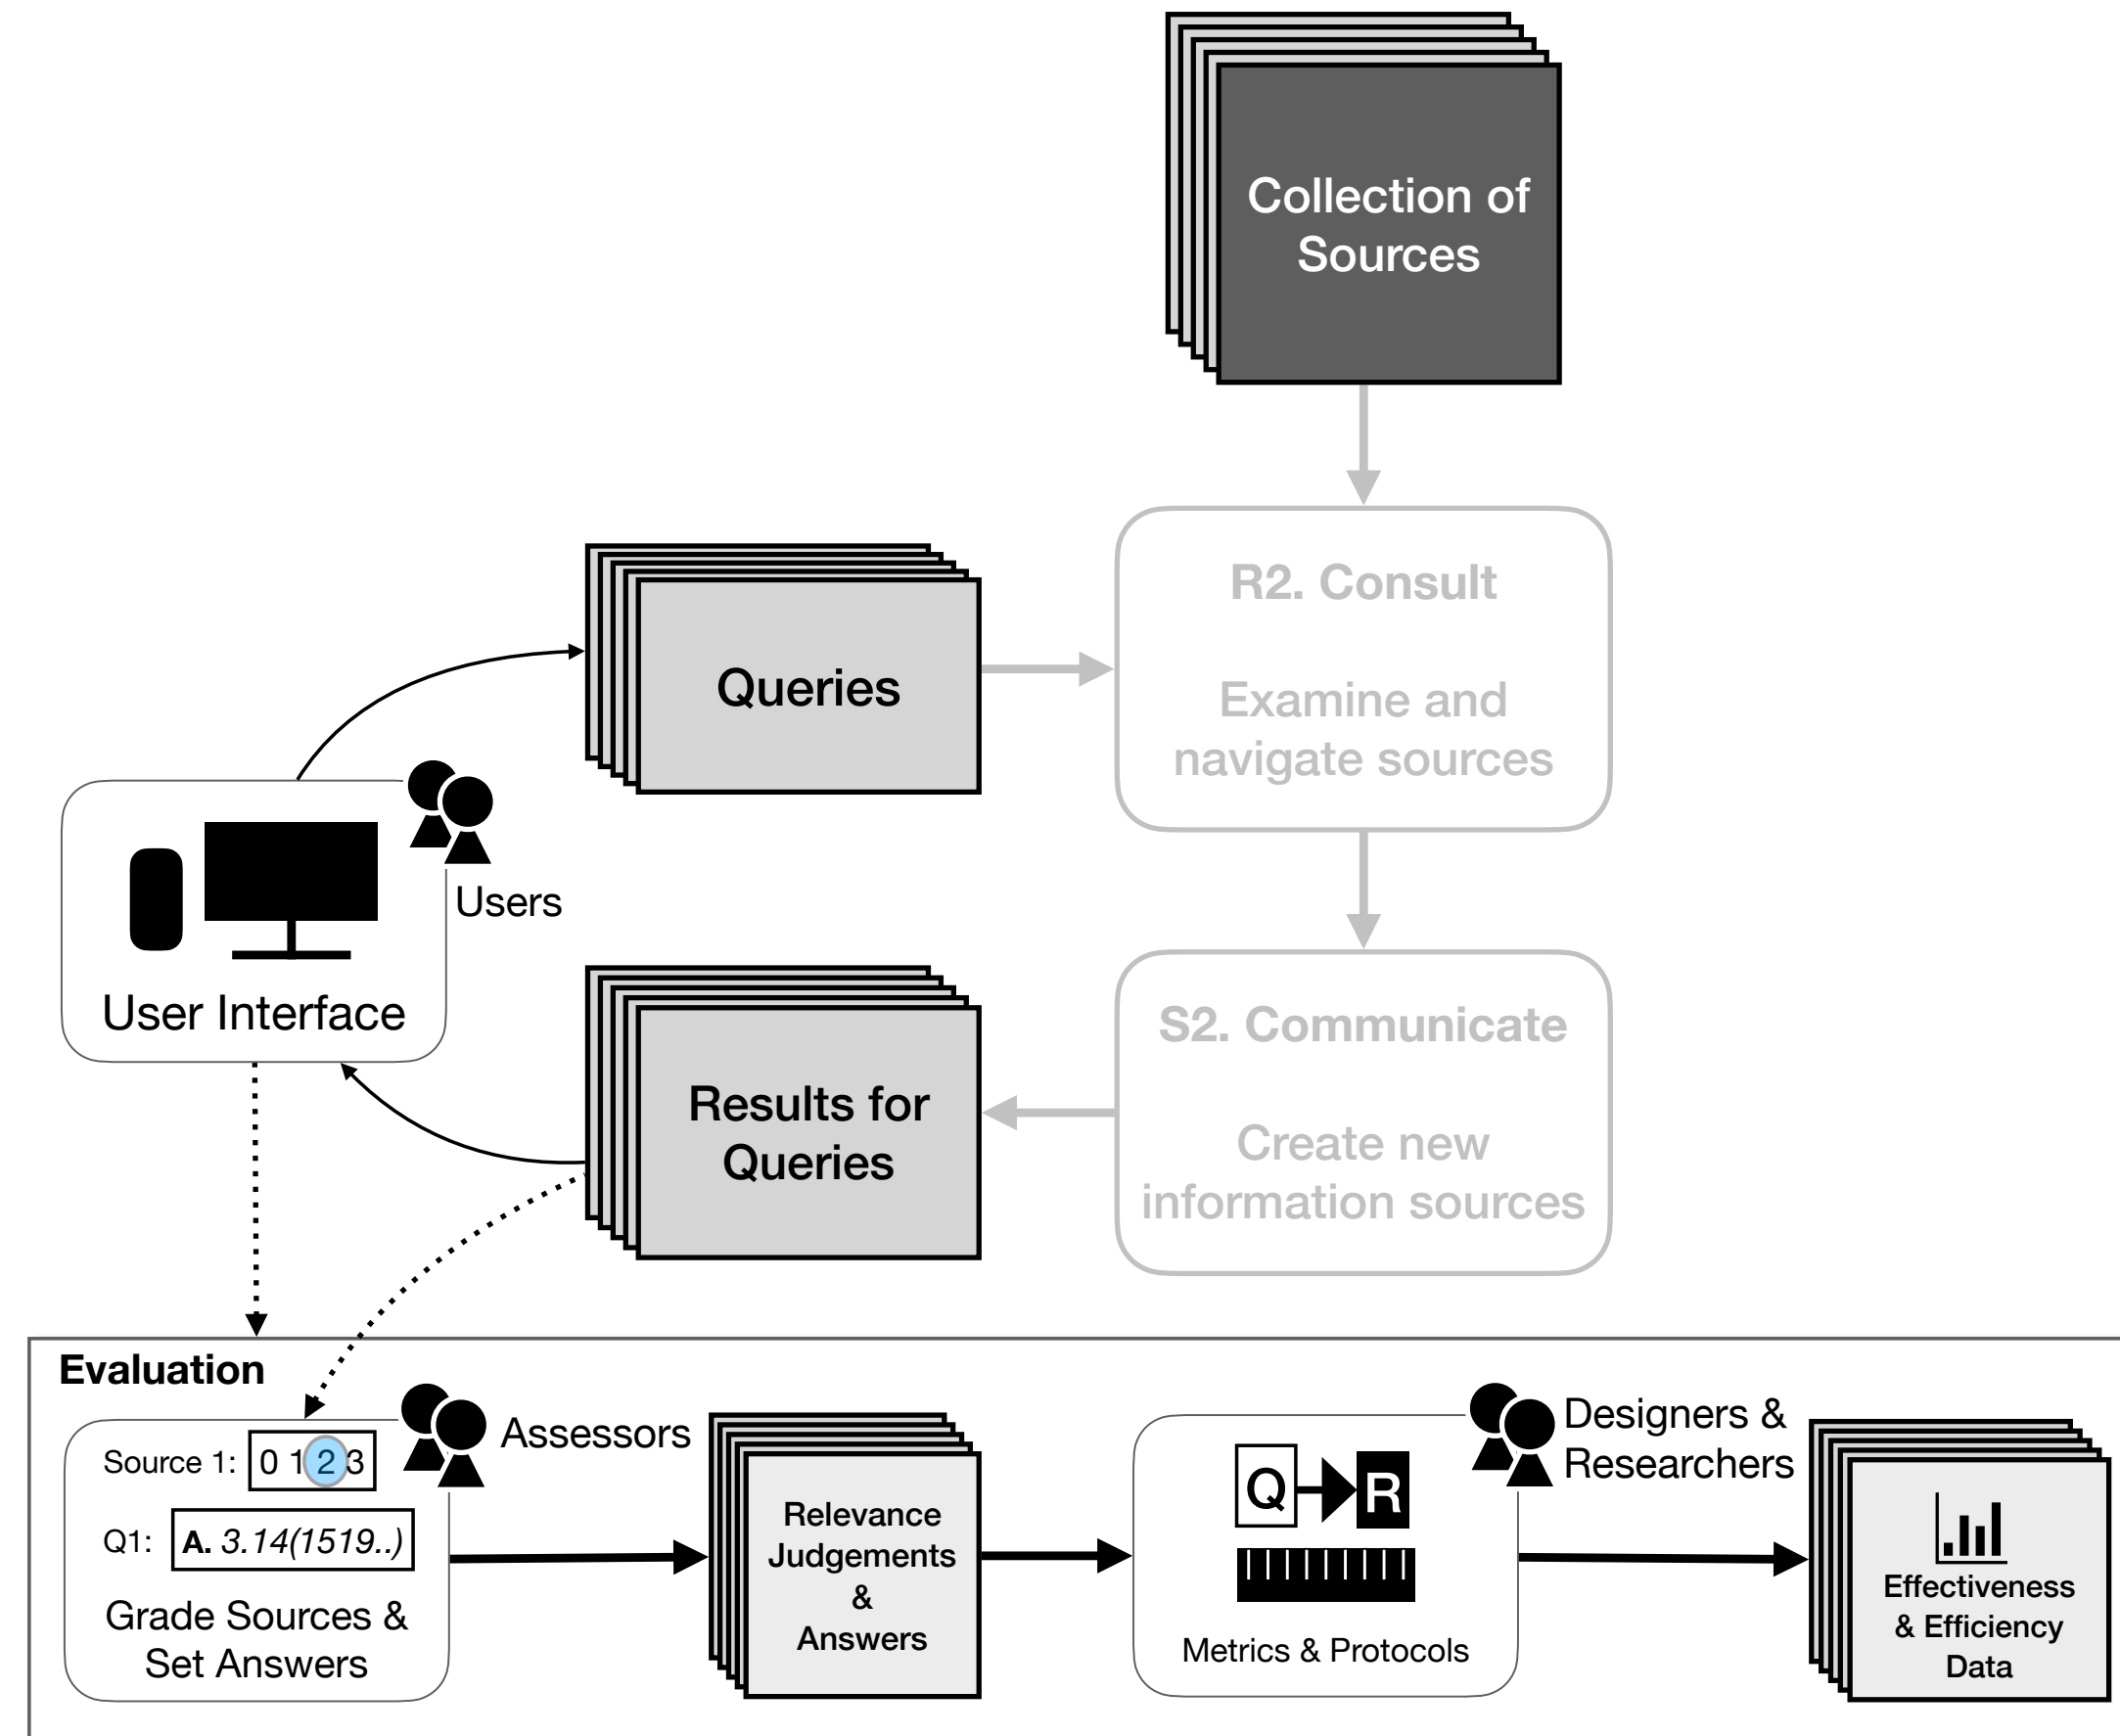 Collection of
Sources
R2. Consult
Examine and
navigate sources
Queries
Users
User Interface
S2. Communicate
Create new
information sources
Results for
Queries
Evaluation
Source 1: 0 1 2 3
Q1: A. 3.14(1519..)
Grade Sources &
Set Answers
Assessors
Relevance
Judgements
&
Answers
Q R
Metrics & Protocols
Designers &
Researchers
Effectiveness
& Efficiency
Data